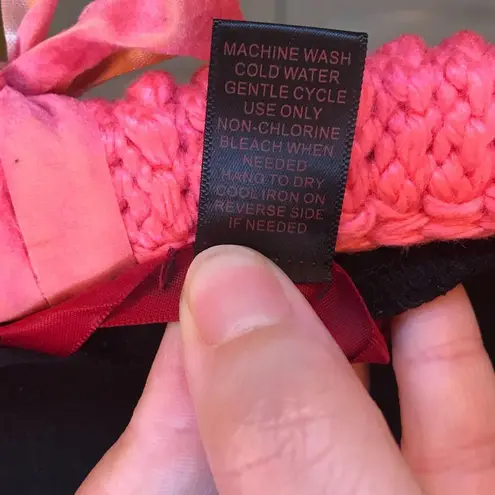 MACHINE WASH
COLD WATER
GENTLE CYCLE
USE ONLY
NON-CHLORINE
BLEACH WHEN
NEEDED
HANG TO DRY
COOL IRON ON
REVERSE SIDE
IF NEEDED